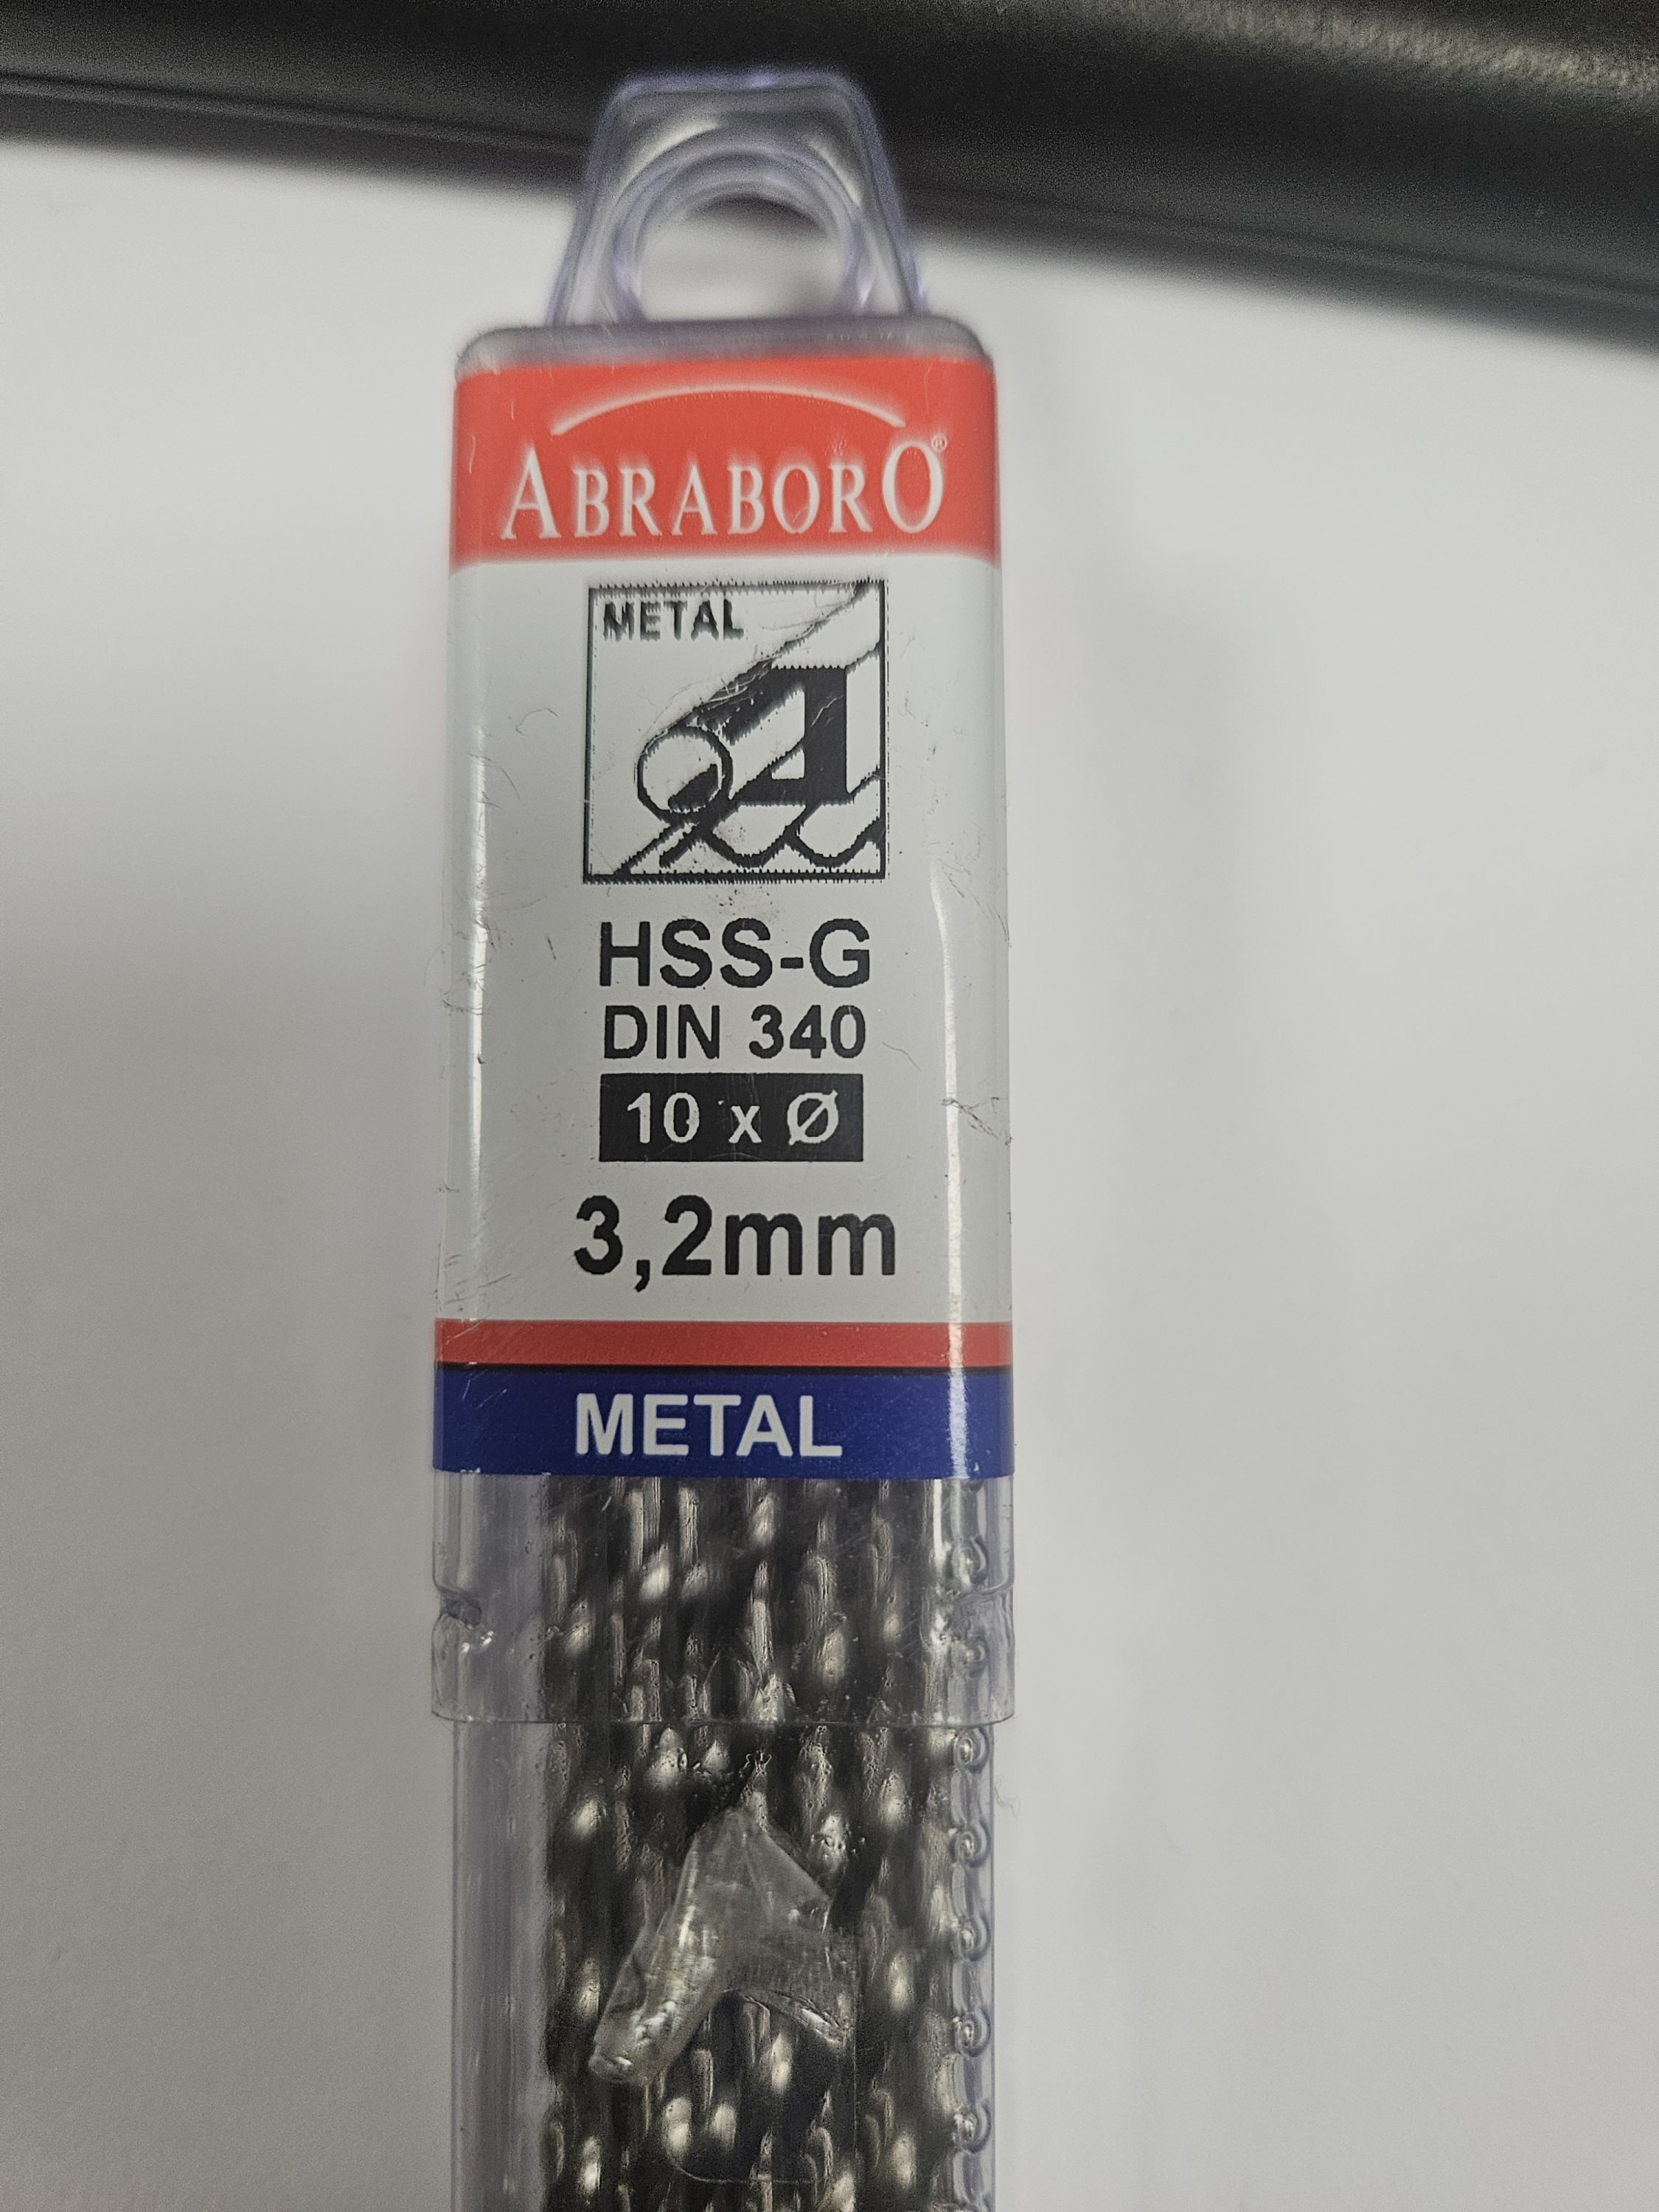 ABRABORO®
METAL
HSS-G
DIN 340
10 x Ø
3,2mm
METAL